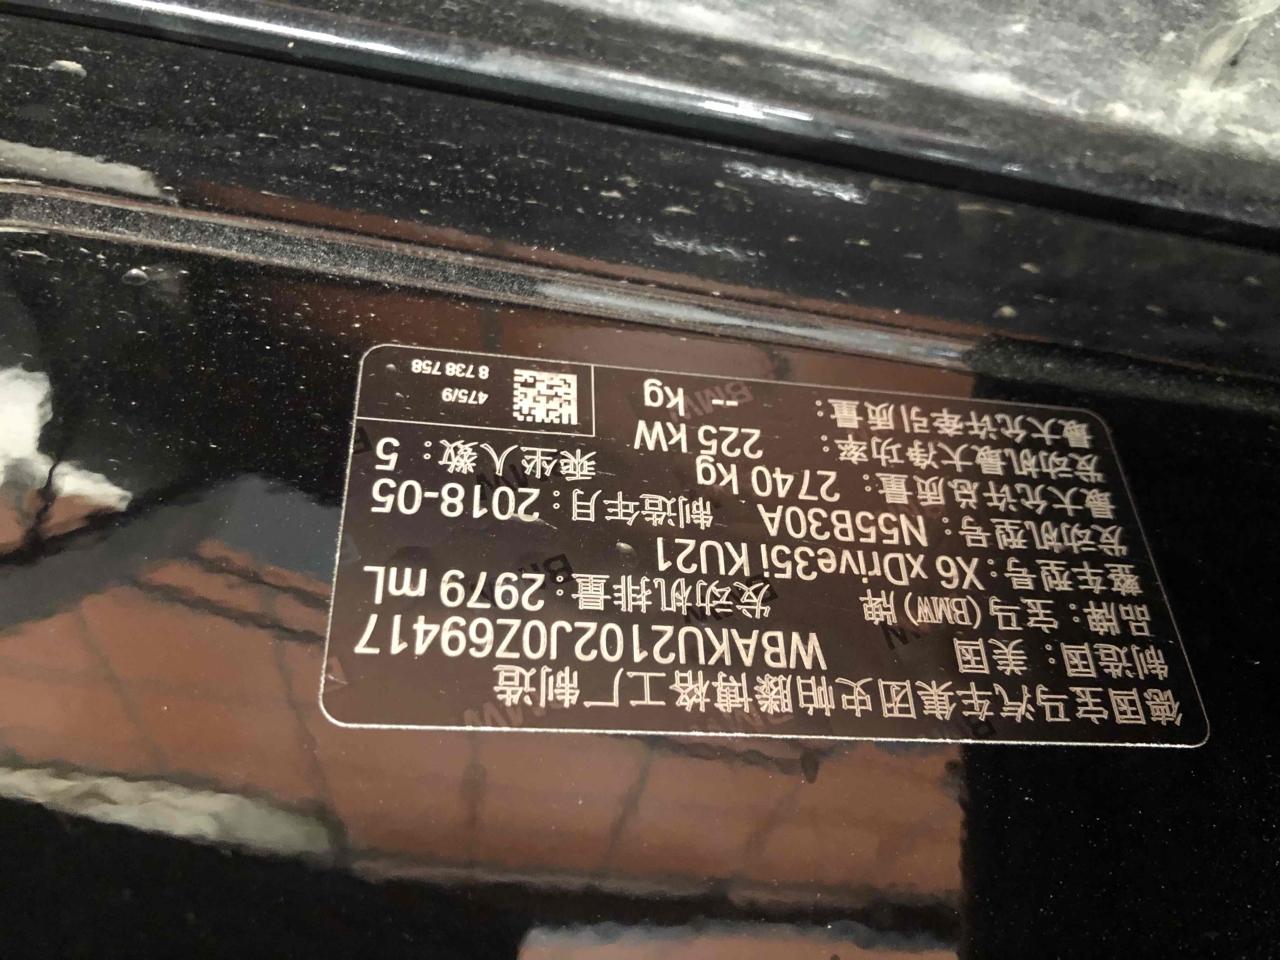 德国宝马汽车集团史帕滕博格工厂制造
制造国：美国 WBAKU2102J0Z69417
品牌：宝马 (BMW) 牌 发动机排量：2979 mL
整车型号：X6 xDrive35i KU21
发动机型号：N55B30A 制造年月：2018-05
最大允许总质量：2740 kg 乘坐人数：5
发动机最大净功率：225 kW
最大允许牵引质量：-- kg
475/9
8 738 758